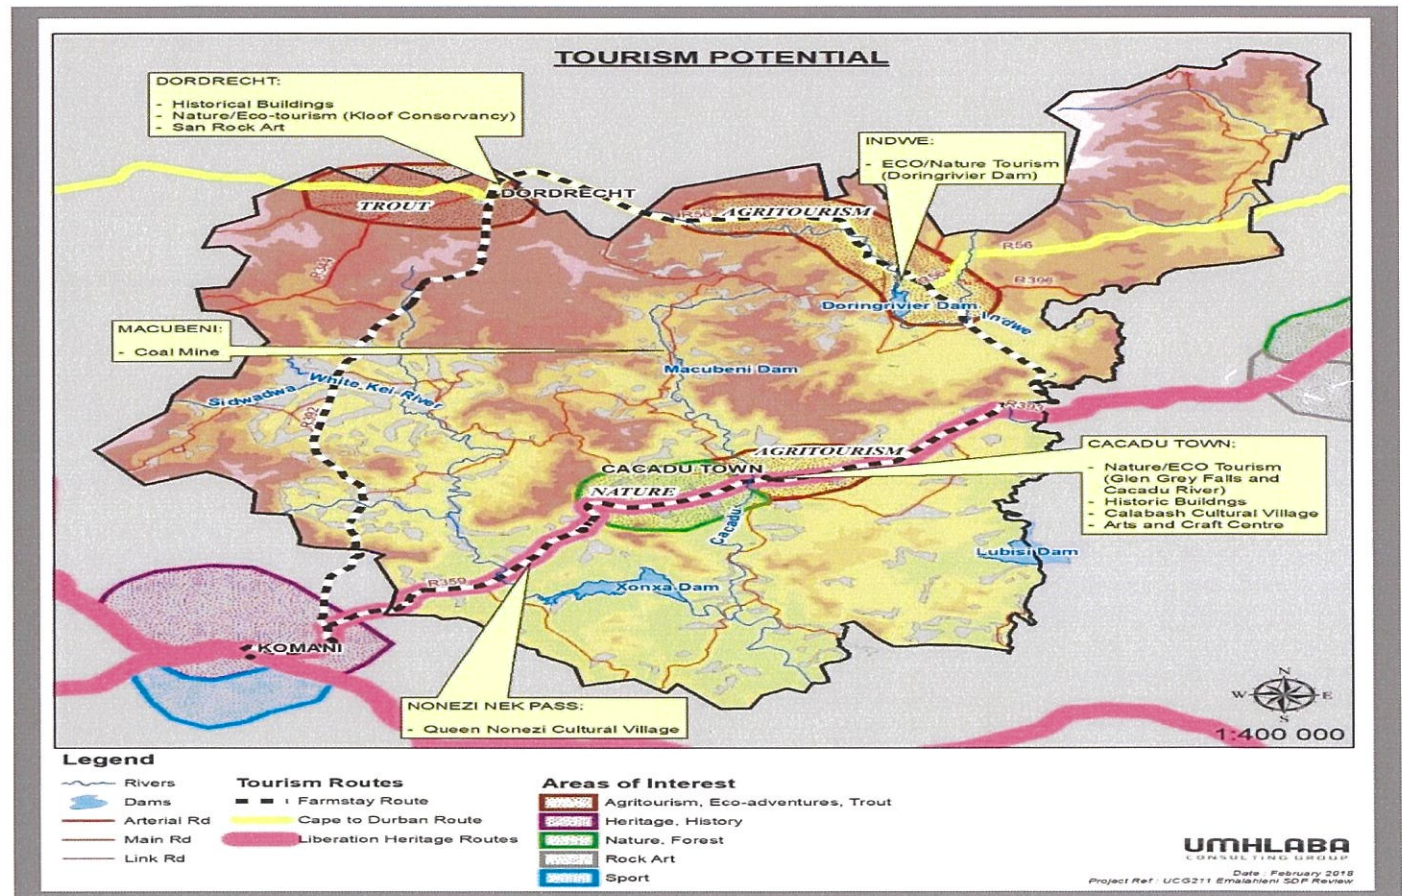 TOURISM POTENTIAL
DORDRECHT:
- Historical Buildings
- Nature/Eco-tourism (Kloof Conservancy)
- San Rock Art
INDWE:
- ECO/Nature Tourism
(Doringrivier Dam)
DORDRECHT
TROUT
R56
AGRITOURISM
R56
R56
R396
R344
Doringrivier Dam
Indwe
MACUBENI:
- Coal Mine
Macubeni Dam
Sidwadwa
White Kei River
R392
R393
CACADU TOWN:
- Nature/ECO Tourism
(Glen Grey Falls and
Cacadu River)
- Historic Buildngs
- Calabash Cultural Village
- Arts and Craft Centre
AGRITOURISM
CACADU TOWN
NATURE
Cacadu
Lubisi Dam
R359
Xonxa Dam
KOMANI
NONEZI NEK PASS:
- Queen Nonezi Cultural Village
N
W E
S
1:400 000
Legend
Rivers
Dams
Arterial Rd
Main Rd
Link Rd
Tourism Routes
Farmstay Route
Cape to Durban Route
Liberation Heritage Routes
Areas of Interest
Agritourism, Eco-adventures, Trout
Heritage, History
Nature, Forest
Rock Art
Sport
UMHLABA
CONSULTING GROUP
Date : February 2018
Project Ref : UCG211 Emalahleni SDF Review